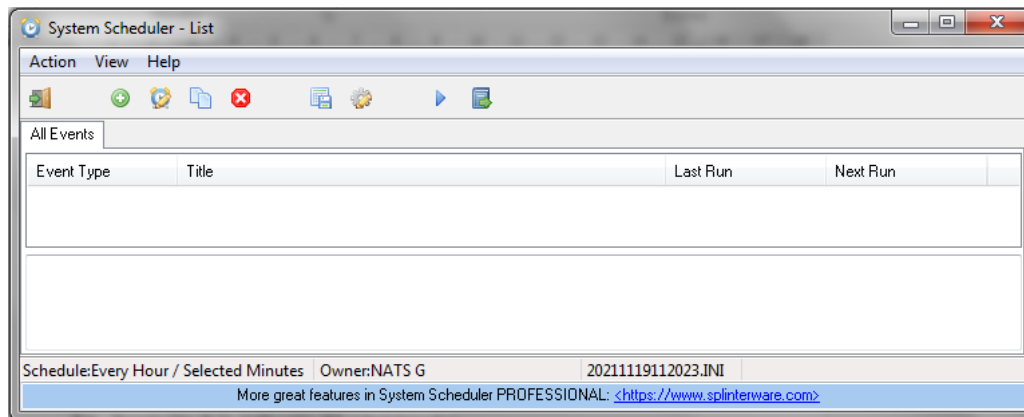 System Scheduler - List
Action View Help
All Events
Event Type Title Last Run Next Run
Schedule:Every Hour / Selected Minutes Owner:NATS G 20211119112023.INI
More great features in System Scheduler PROFESSIONAL: <https://www.splinterware.com>